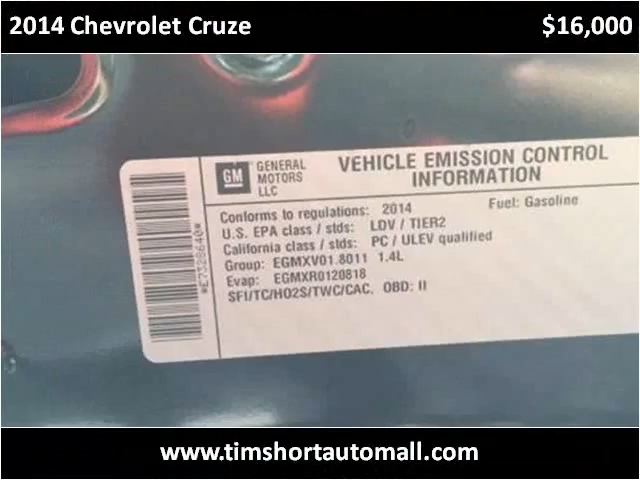 2014 Chevrolet Cruze $16,000
GM GENERAL MOTORS LLC
VEHICLE EMISSION CONTROL
INFORMATION
Conforms to regulations: 2014 Fuel: Gasoline
U.S. EPA class / stds: LDV / TIER2
California class / stds: PC / ULEV qualified
Group: EGMXV01.8011 1.4L
Evap: EGMXR0120818
SFI/TC/HO2S/TWC/CAC. OBD: II
*E7328640*
www.timshortautomall.com